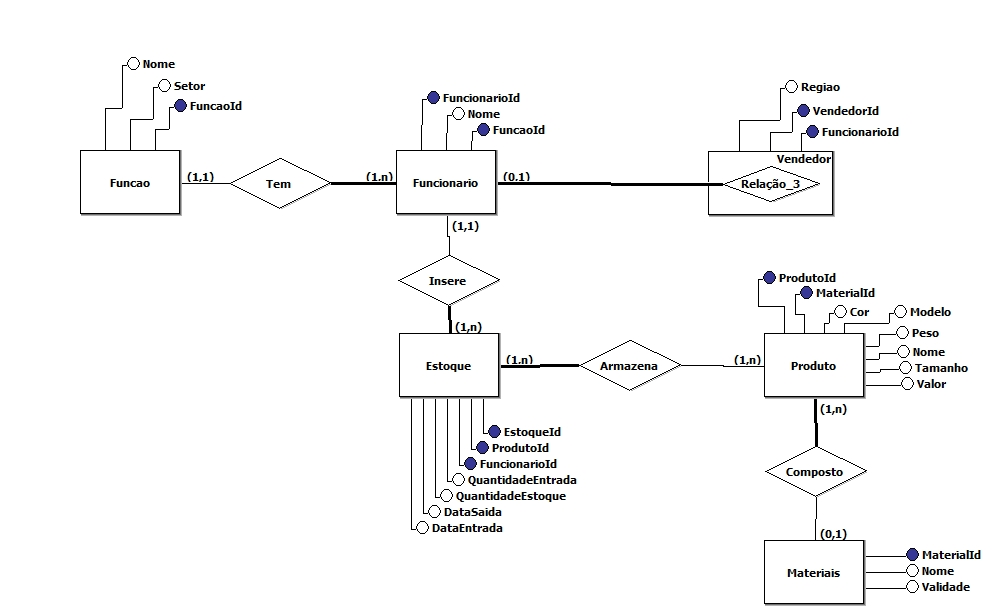 Nome
Setor
FuncaoId
Funcao
(1,1)
Tem
(1.n)
FuncionarioId
Nome
FuncaoId
Funcionario
(0.1)
Regiao
VendedorId
FuncionarioId
Vendedor
Relação_3
(1,1)
Insere
(1,n)
Estoque
(1.n)
Armazena
(1,n)
ProdutoId
MaterialId
Cor
Modelo
Peso
Nome
Tamanho
Valor
Produto
(1,n)
EstoqueId
ProdutoId
FuncionarioId
QuantidadeEntrada
QuantidadeEstoque
DataSaida
DataEntrada
Composto
(0,1)
Materiais
MaterialId
Nome
Validade